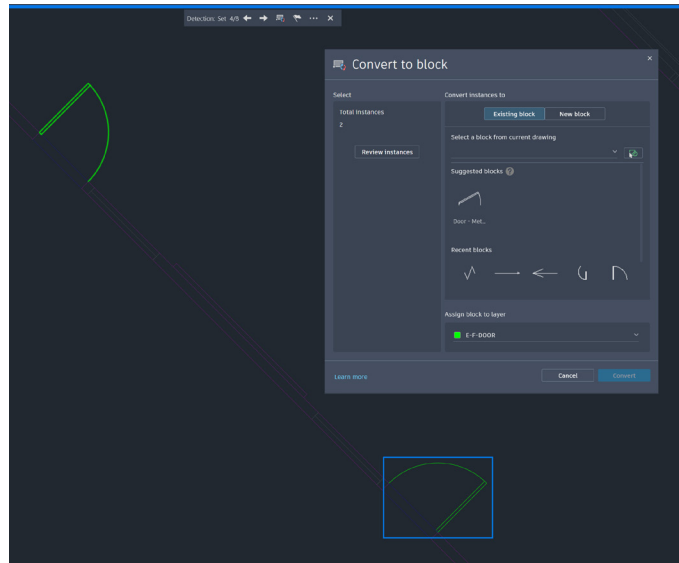 Detection: Set 4/8
Convert to block
Select
Total instances
2
Review instances
Convert instances to
Existing block
New block
Select a block from current drawing
Suggested blocks
Door - Met...
Recent blocks
Assign block to layer
E-F-DOOR
Learn more
Cancel
Convert